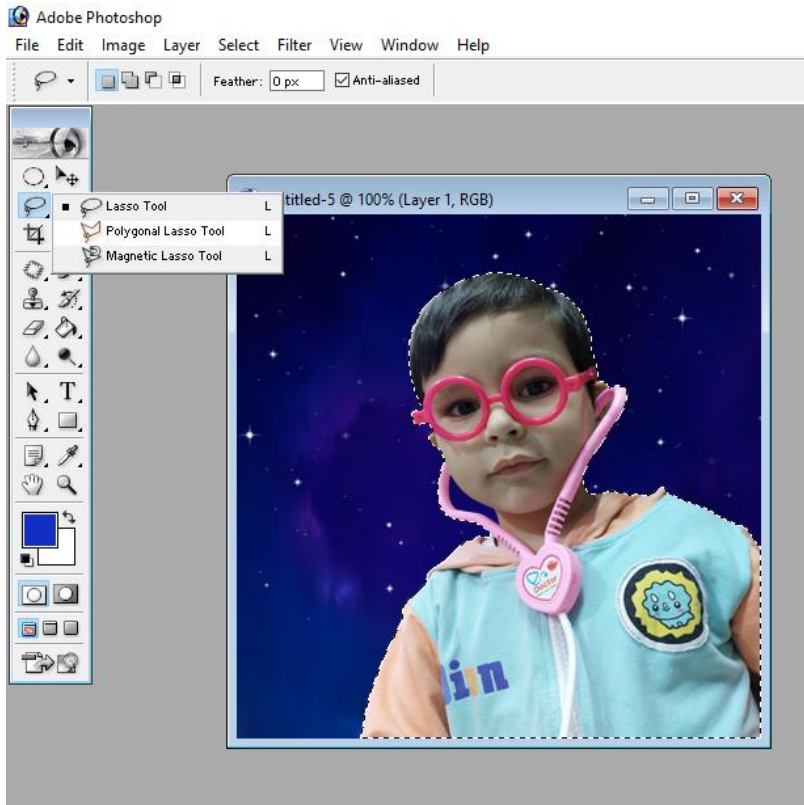 Adobe Photoshop
File Edit Image Layer Select Filter View Window Help
Feather: 0 px Anti-aliased
Lasso Tool L
Polygonal Lasso Tool L
Magnetic Lasso Tool L
titled-5 @ 100% (Layer 1, RGB)
T
Doctor